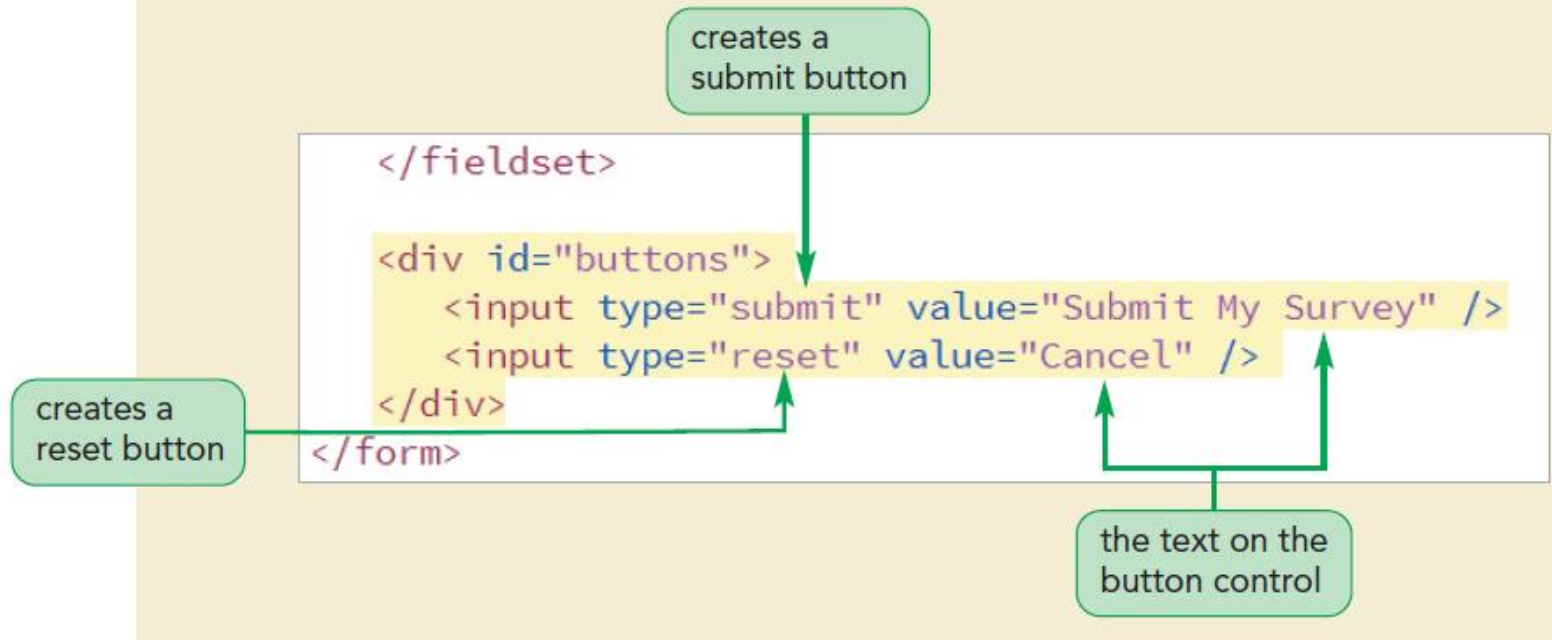 creates a
submit button
</fieldset>
<div id="buttons">
<input type="submit" value="Submit My Survey" />
<input type="reset" value="Cancel" />
</div>
</form>
creates a
reset button
the text on the
button control